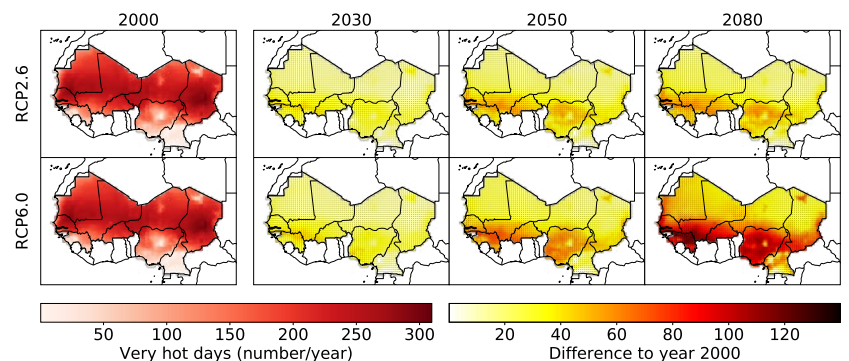 2000 2030 2050 2080
RCP2.6
RCP6.0
50 100 150 200 250 300 20 40 60 80 100 120
Very hot days (number/year) Difference to year 2000